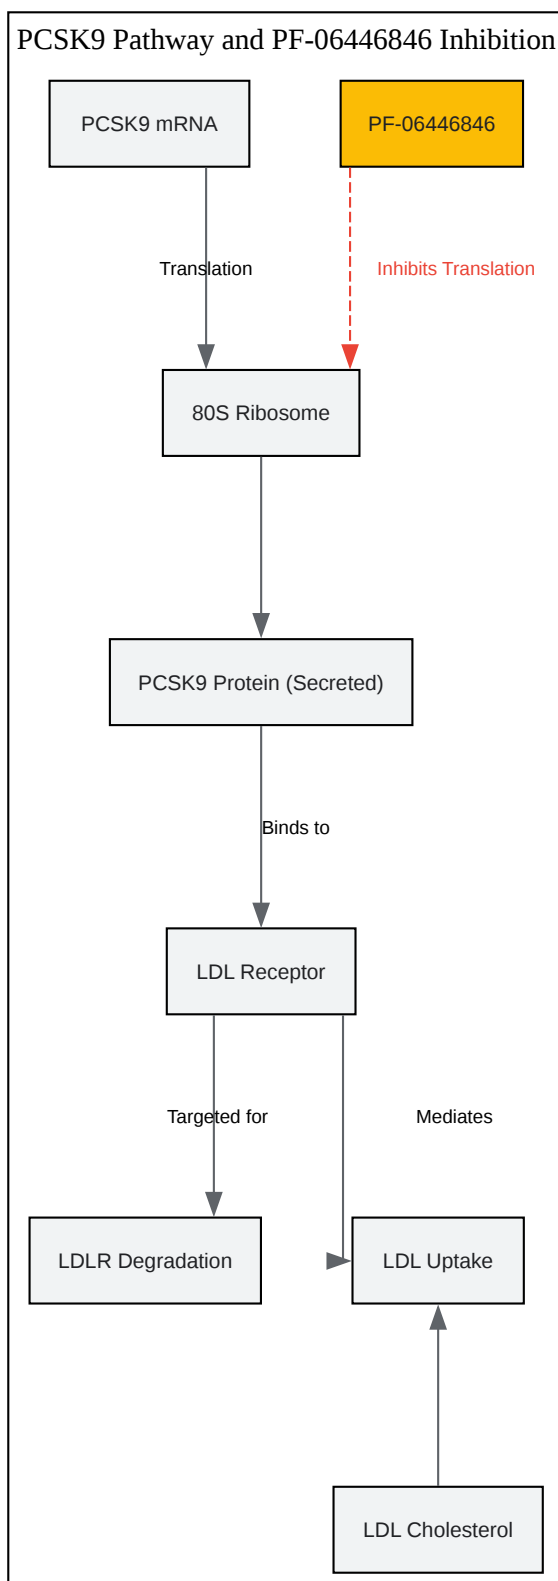 PCSK9 Pathway and PF-06446846 Inhibition
PCSK9 mRNA
PF-06446846
Translation
Inhibits Translation
80S Ribosome
PCSK9 Protein (Secreted)
Binds to
LDL Receptor
Targeted for
Mediates
LDLR Degradation
LDL Uptake
LDL Cholesterol